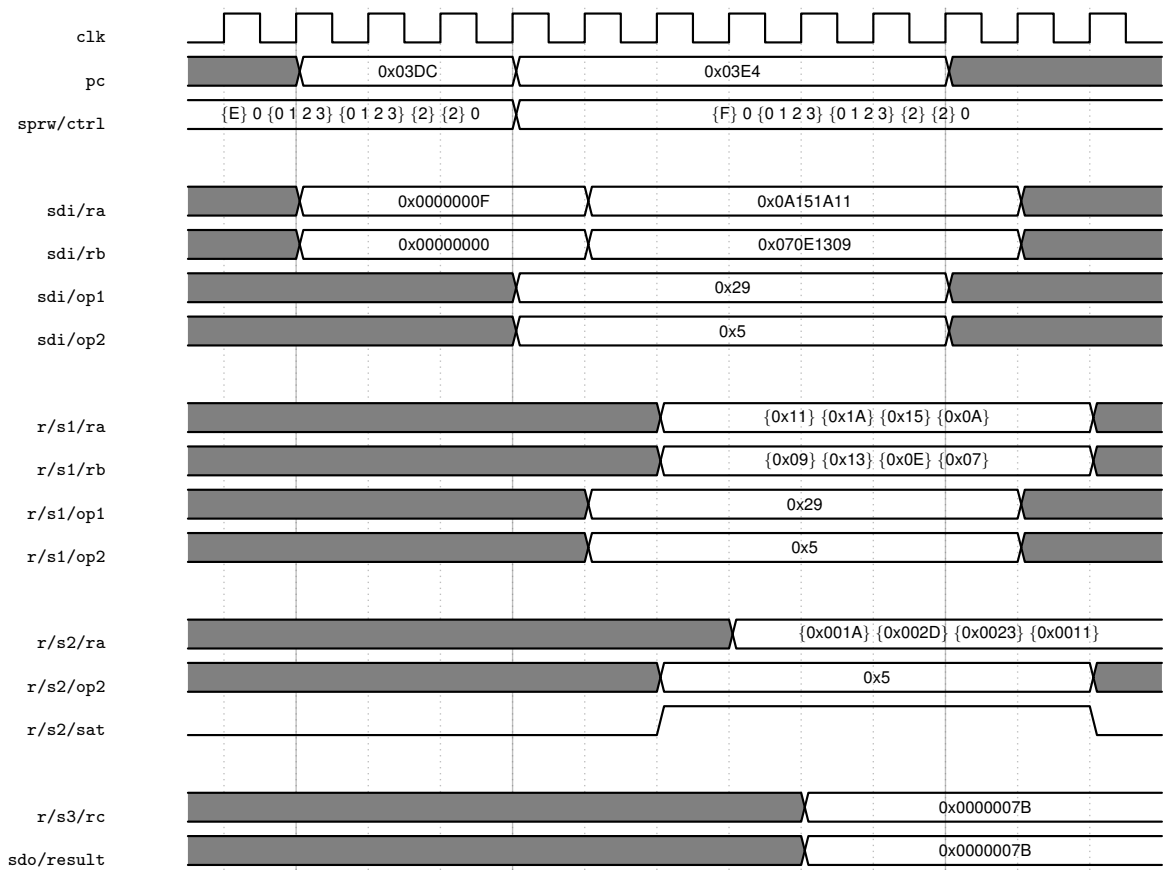 clk
pc 0x03DC 0x03E4
sprw/ctrl {E} 0 {0 1 2 3} {0 1 2 3} {2} {2} 0 {F} 0 {0 1 2 3} {0 1 2 3} {2} {2} 0
sdi/ra 0x0000000F 0x0A151A11
sdi/rb 0x00000000 0x070E1309
sdi/op1 0x29
sdi/op2 0x5
r/s1/ra {0x11} {0x1A} {0x15} {0x0A}
r/s1/rb {0x09} {0x13} {0x0E} {0x07}
r/s1/op1 0x29
r/s1/op2 0x5
r/s2/ra {0x001A} {0x002D} {0x0023} {0x0011}
r/s2/op2 0x5
r/s2/sat
r/s3/rc 0x0000007B
sdo/result 0x0000007B